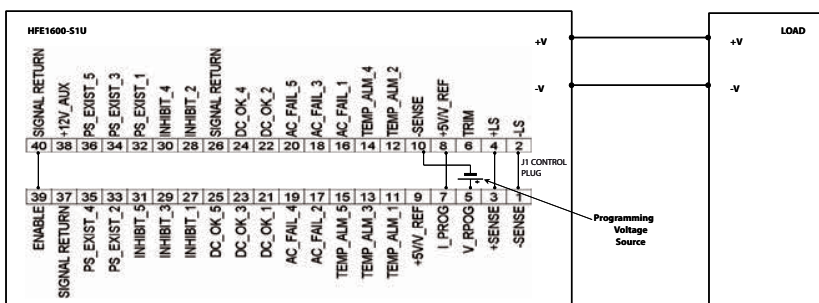 HFE1600-S1U
LOAD
+V
-V
+V
-V
SIGNAL RETURN
+12V_AUX
PS_EXIST_5
PS_EXIST_3
PS_EXIST_1
INHIBIT_4
INHIBIT_2
SIGNAL RETURN
DC_OK_4
DC_OK_2
AC_FAIL_5
AC_FAIL_3
AC_FAIL_1
TEMP_ALM_4
TEMP_ALM_2
-SENSE
+5V/V_REF
TRIM
+LS
-LS
40 38 36 34 32 30 28 26 24 22 20 18 16 14 12 10 8 6 4 2
J1 CONTROL
PLUG
39 37 35 33 31 29 27 25 23 21 19 17 15 13 11 9 7 5 3 1
ENABLE
SIGNAL RETURN
PS_EXIST_4
PS_EXIST_2
INHIBIT_5
INHIBIT_3
INHIBIT_1
DC_OK_5
DC_OK_3
DC_OK_1
AC_FAIL_4
AC_FAIL_2
TEMP_ALM_5
TEMP_ALM_3
TEMP_ALM_1
+5V/V_REF
I_PROG
V_RPOG
+SENSE
-SENSE
+
Programming
Voltage
Source